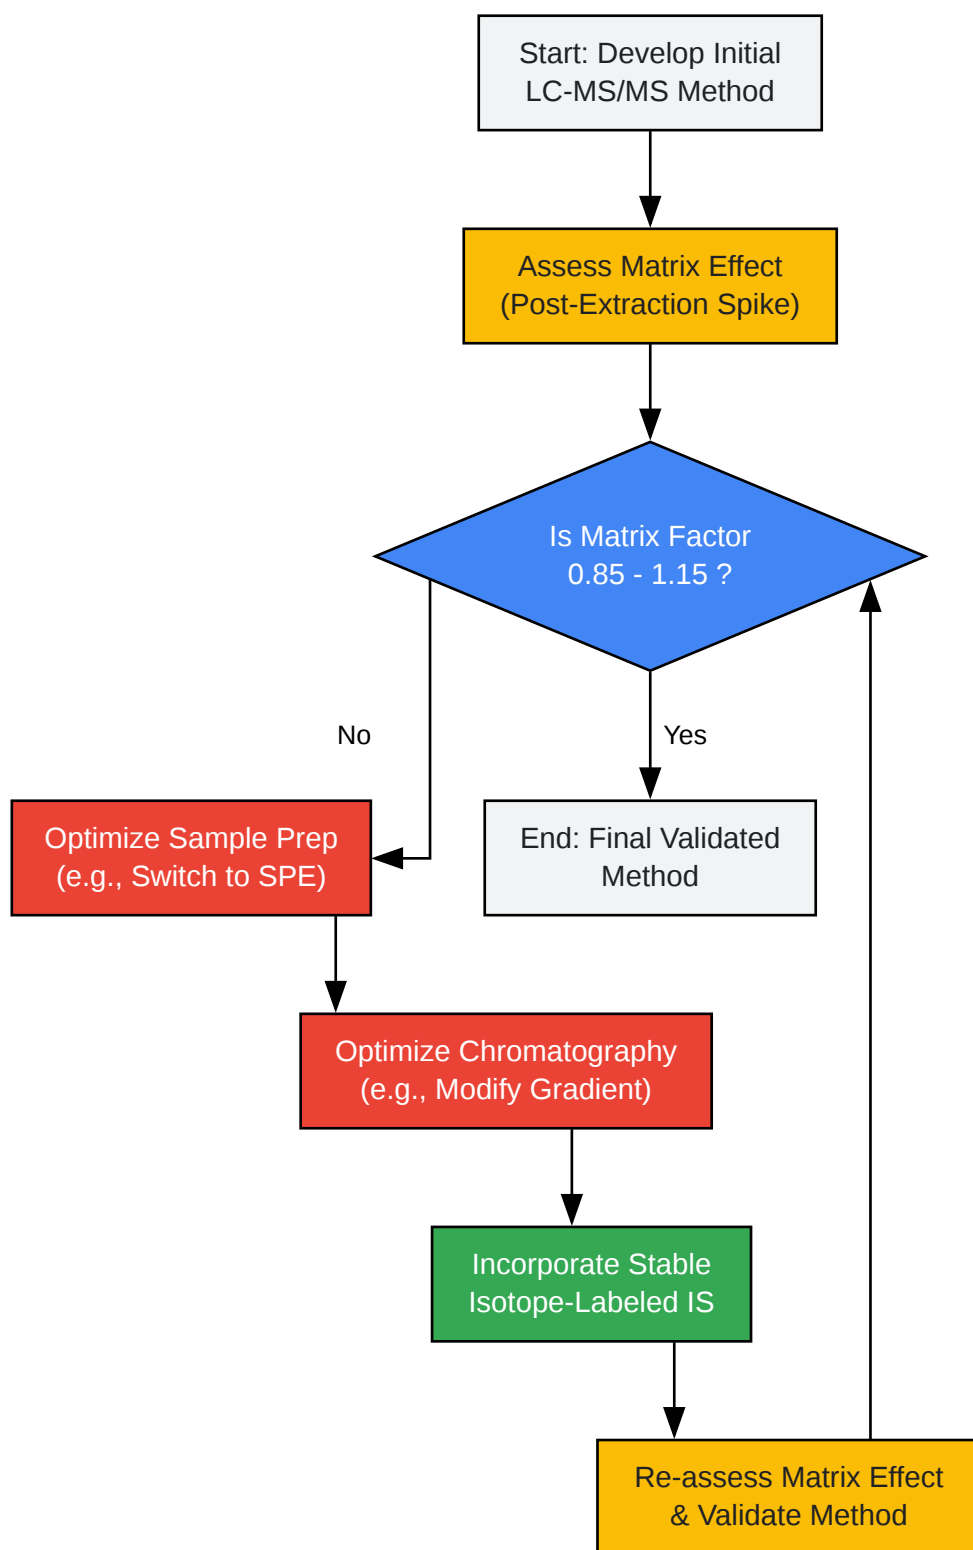 Start: Develop Initial
LC-MS/MS Method
Assess Matrix Effect
(Post-Extraction Spike)
Is Matrix Factor
0.85 - 1.15 ?
No
Yes
Optimize Sample Prep
(e.g., Switch to SPE)
End: Final Validated
Method
Optimize Chromatography
(e.g., Modify Gradient)
Incorporate Stable
Isotope-Labeled IS
Re-assess Matrix Effect
& Validate Method